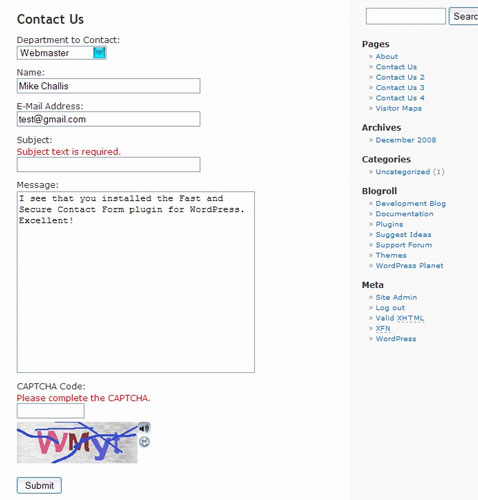 Contact Us
Department to Contact:
Webmaster
Name:
Mike Challis
E-Mail Address:
test@gmail.com
Subject:
Subject text is required.
Message:
I see that you installed the Fast and
Secure Contact Form plugin for WordPress.
Excellent!
CAPTCHA Code:
Please complete the CAPTCHA.
WMyt
Submit
Searc
Pages
» About
» Contact Us
» Contact Us 2
» Contact Us 3
» Contact Us 4
» Visitor Maps
Archives
» December 2008
Categories
» Uncategorized (1)
Blogroll
» Development Blog
» Documentation
» Plugins
» Suggest Ideas
» Support Forum
» Themes
» WordPress Planet
Meta
» Site Admin
» Log out
» Valid XHTML
» XFN
» WordPress